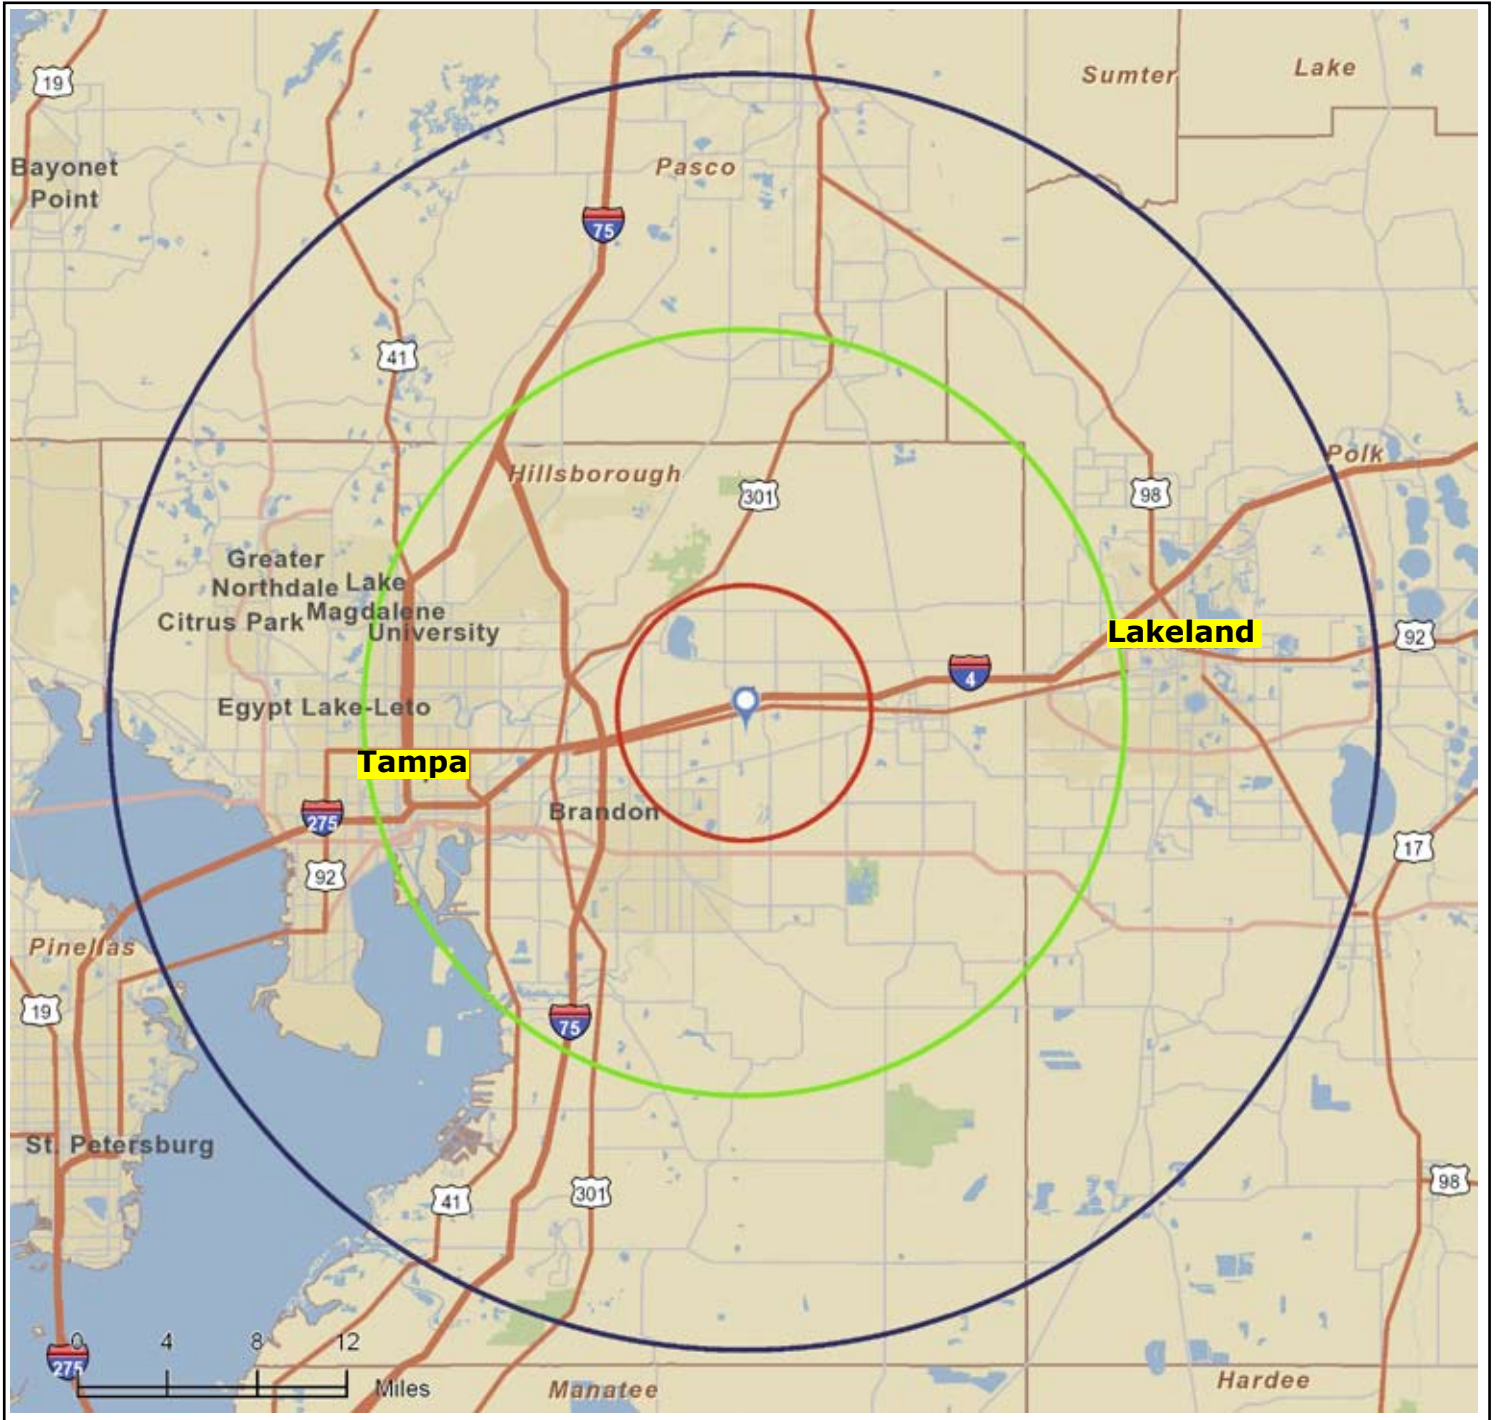 Sumter
Lake
19
Bayonet
Point
Pasco
75
41
Polk
Hillsborough
301
98
Greater
Northdale
Lake
Magdalene
Citrus Park
University
Lakeland
92
4
Egypt Lake-Leto
Tampa
Brandon
275
92
17
Pinellas
19
75
St. Petersburg
41
301
98
0 4 8 12
275
Miles
Manatee
Hardee